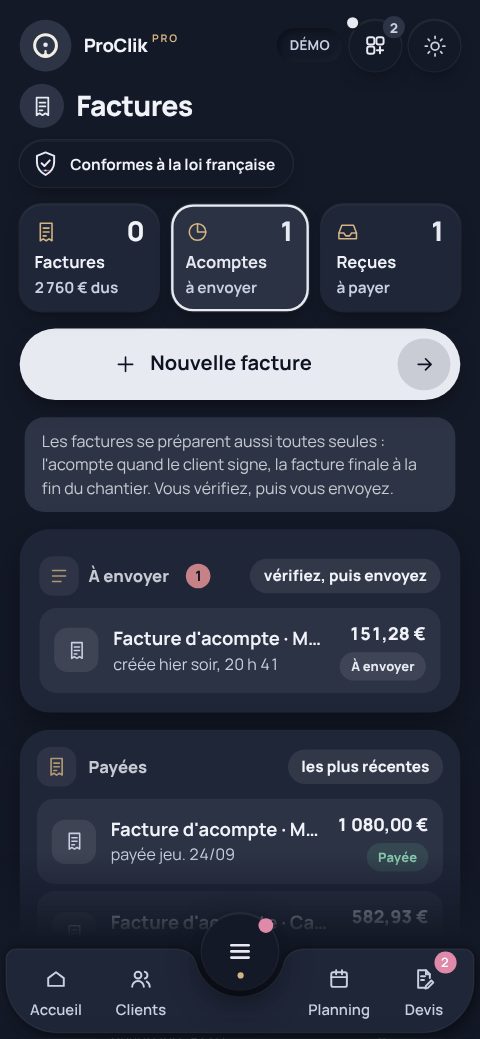 ProClik PRO
DÉMO
2
Factures
Conformes à la loi française
0
Factures
2 760 € dus
1
Acomptes
à envoyer
1
Reçues
à payer
Nouvelle facture
Les factures se préparent aussi toutes seules :
l'acompte quand le client signe, la facture finale à la
fin du chantier. Vous vérifiez, puis vous envoyez.
À envoyer 1 vérifiez, puis envoyez
Facture d'acompte · M... 151,28 €
créée hier soir, 20 h 41 À envoyer
Payées les plus récentes
Facture d'acompte · M... 1 080,00 €
payée jeu. 24/09 Payée
Facture d'acompte · Ca... 582,93 €
2
Accueil Clients Planning Devis